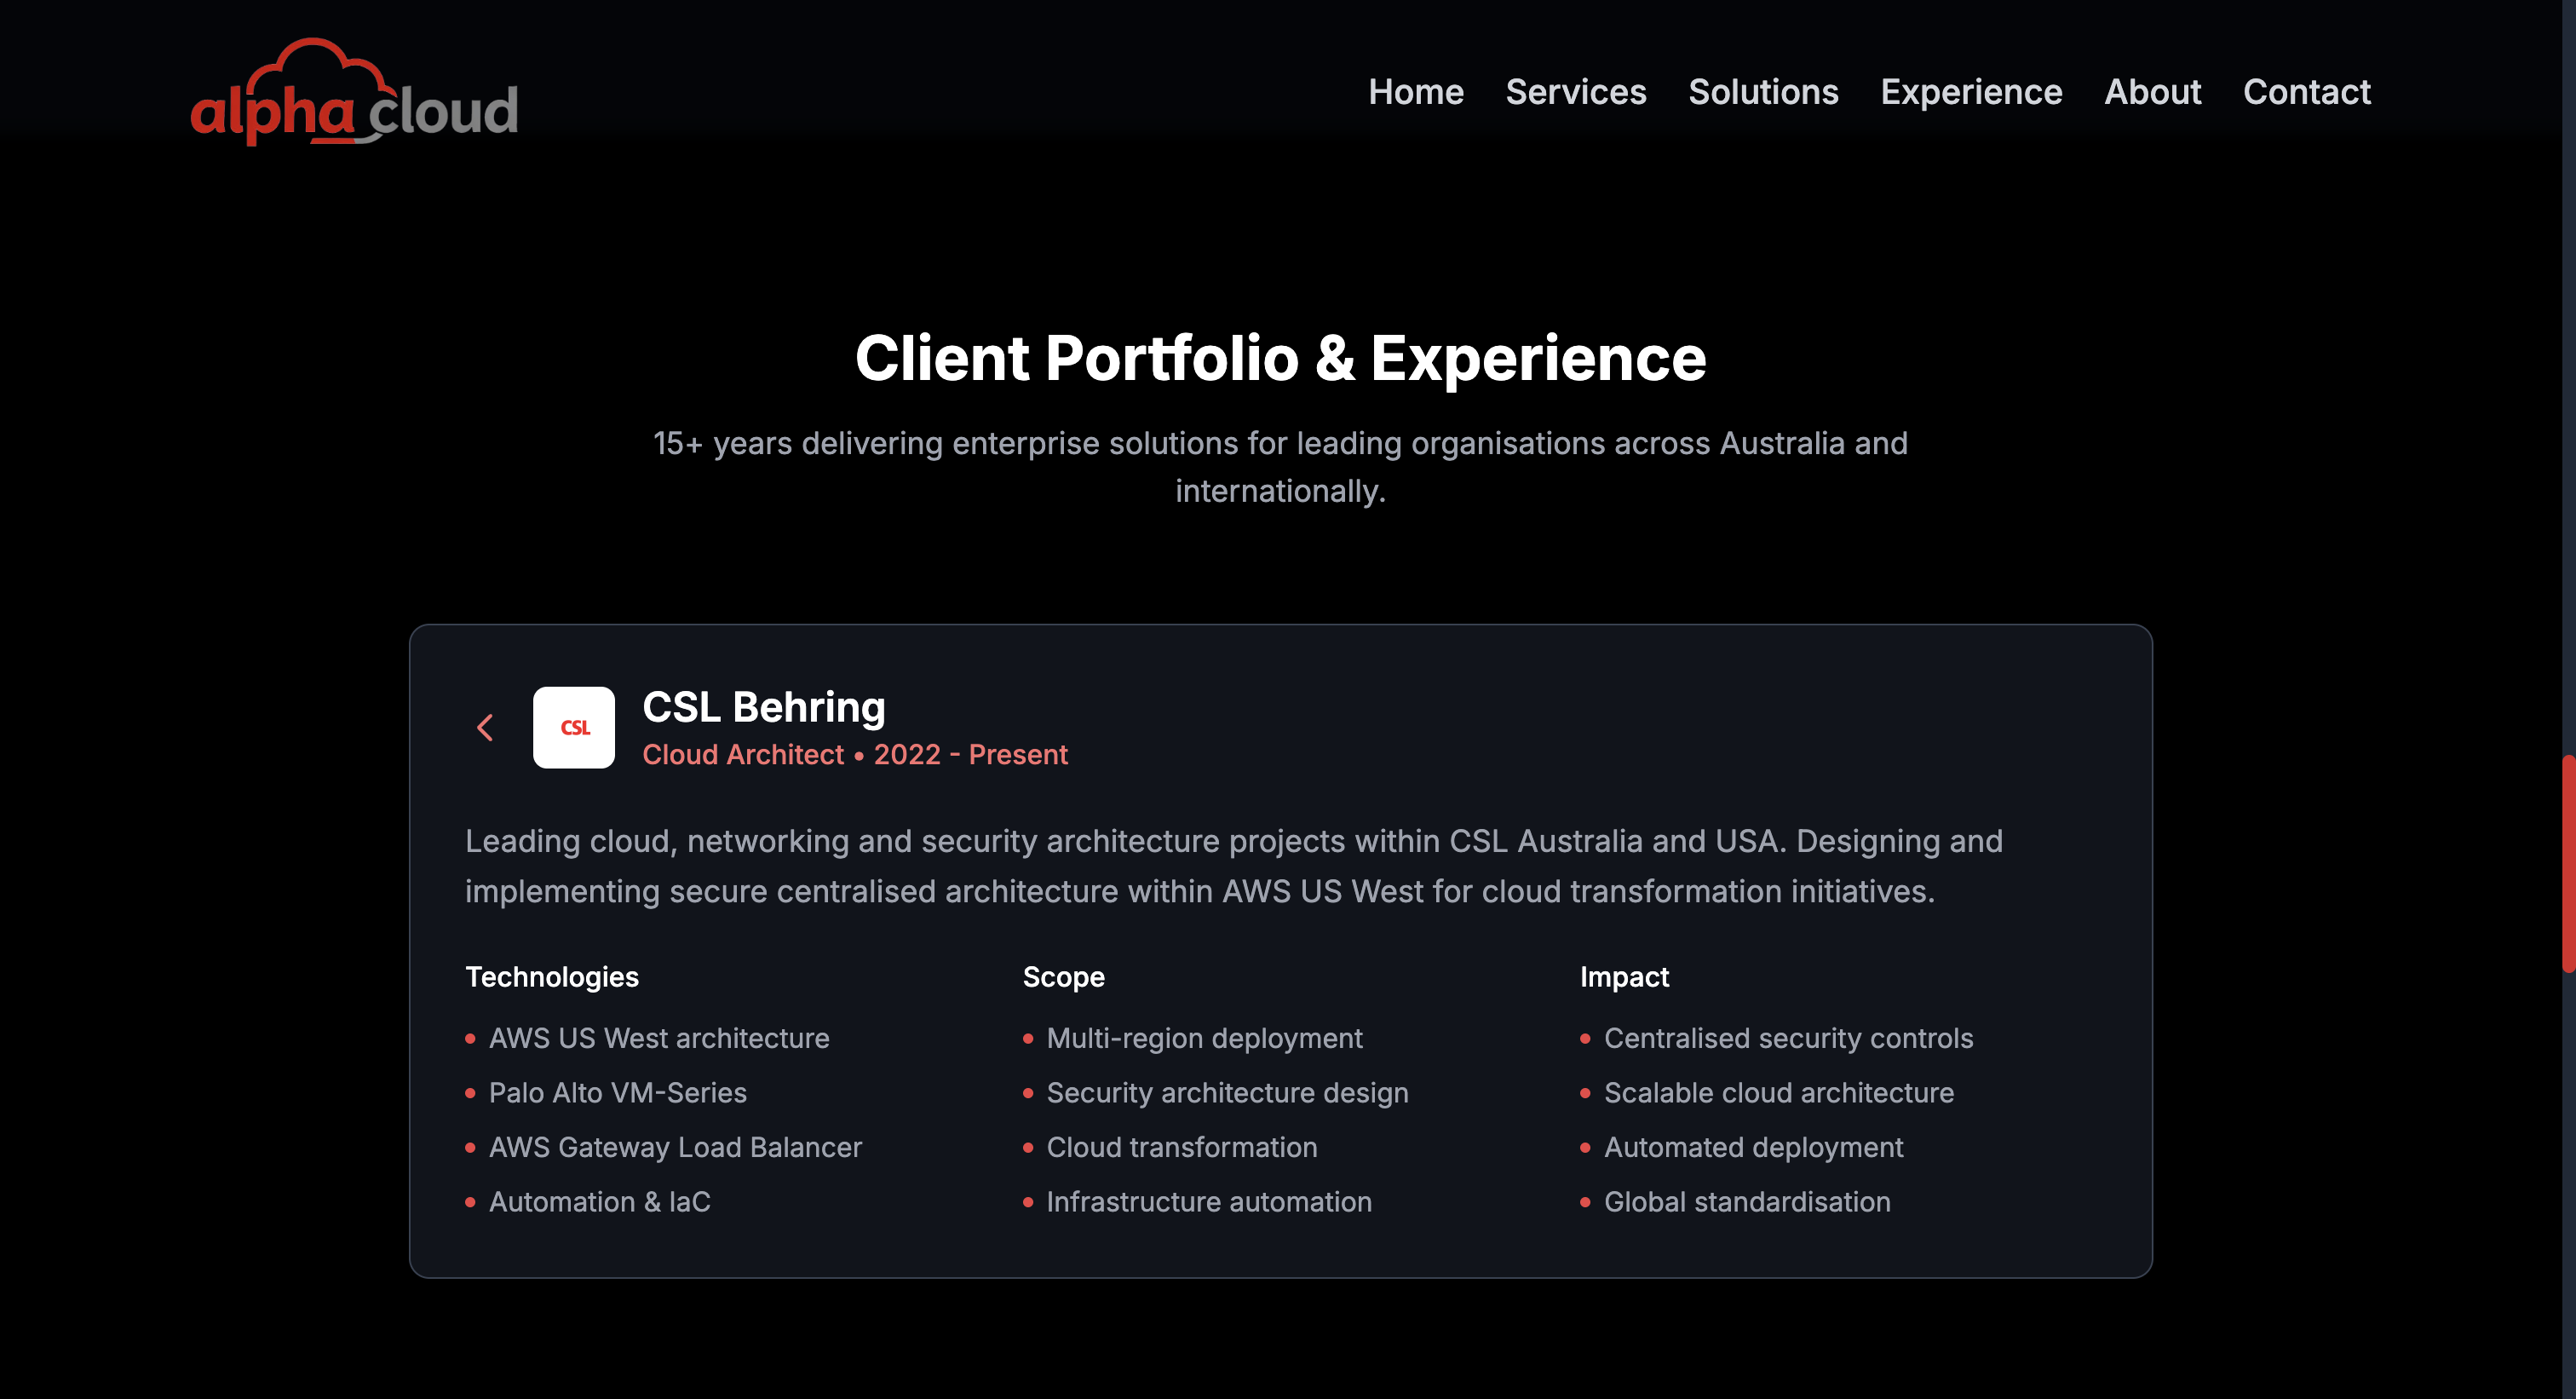 alpha cloud
Home Services Solutions Experience About Contact
Client Portfolio & Experience
15+ years delivering enterprise solutions for leading organisations across Australia and
internationally.
CSL
CSL Behring
Cloud Architect • 2022 - Present
Leading cloud, networking and security architecture projects within CSL Australia and USA. Designing and
implementing secure centralised architecture within AWS US West for cloud transformation initiatives.
Technologies
• AWS US West architecture
• Palo Alto VM-Series
• AWS Gateway Load Balancer
• Automation & IaC
Scope
• Multi-region deployment
• Security architecture design
• Cloud transformation
• Infrastructure automation
Impact
• Centralised security controls
• Scalable cloud architecture
• Automated deployment
• Global standardisation